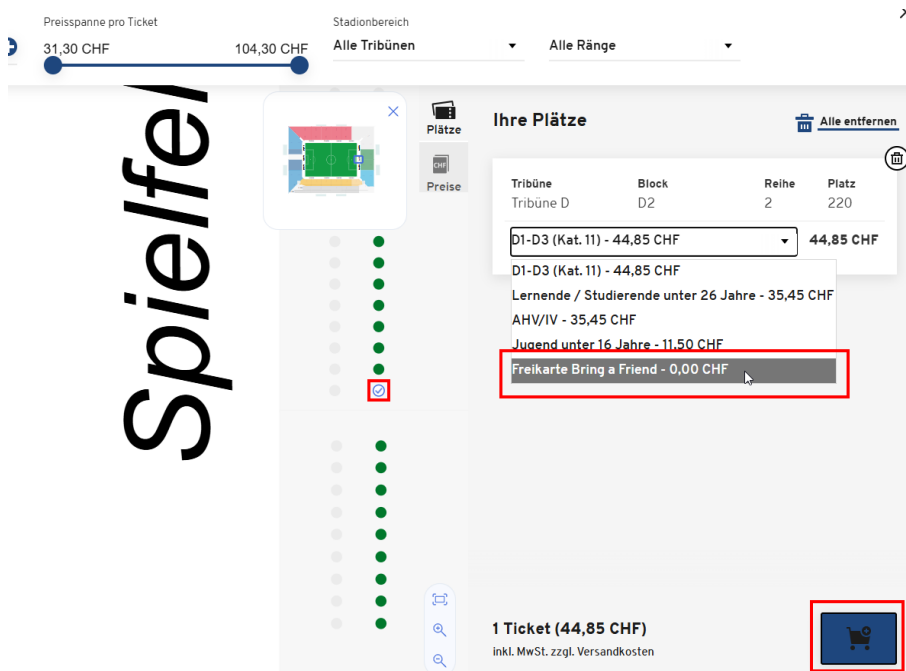 Preisspanne pro Ticket
31,30 CHF 104,30 CHF
Stadionbereich
Alle Tribünen
Alle Ränge
Spielfel
Plätze
CHF
Preise
Ihre Plätze
Alle entfernen
Tribüne Block Reihe Platz
Tribüne D D2 2 220
D1-D3 (Kat. 11) - 44,85 CHF 44,85 CHF
D1-D3 (Kat. 11) - 44,85 CHF
Lernende / Studierende unter 26 Jahre - 35,45 CHF
AHV/IV - 35,45 CHF
Jugend unter 16 Jahre - 11,50 CHF
Freikarte Bring a Friend - 0,00 CHF
1 Ticket (44,85 CHF)
inkl. MwSt. zzgl. Versandkosten